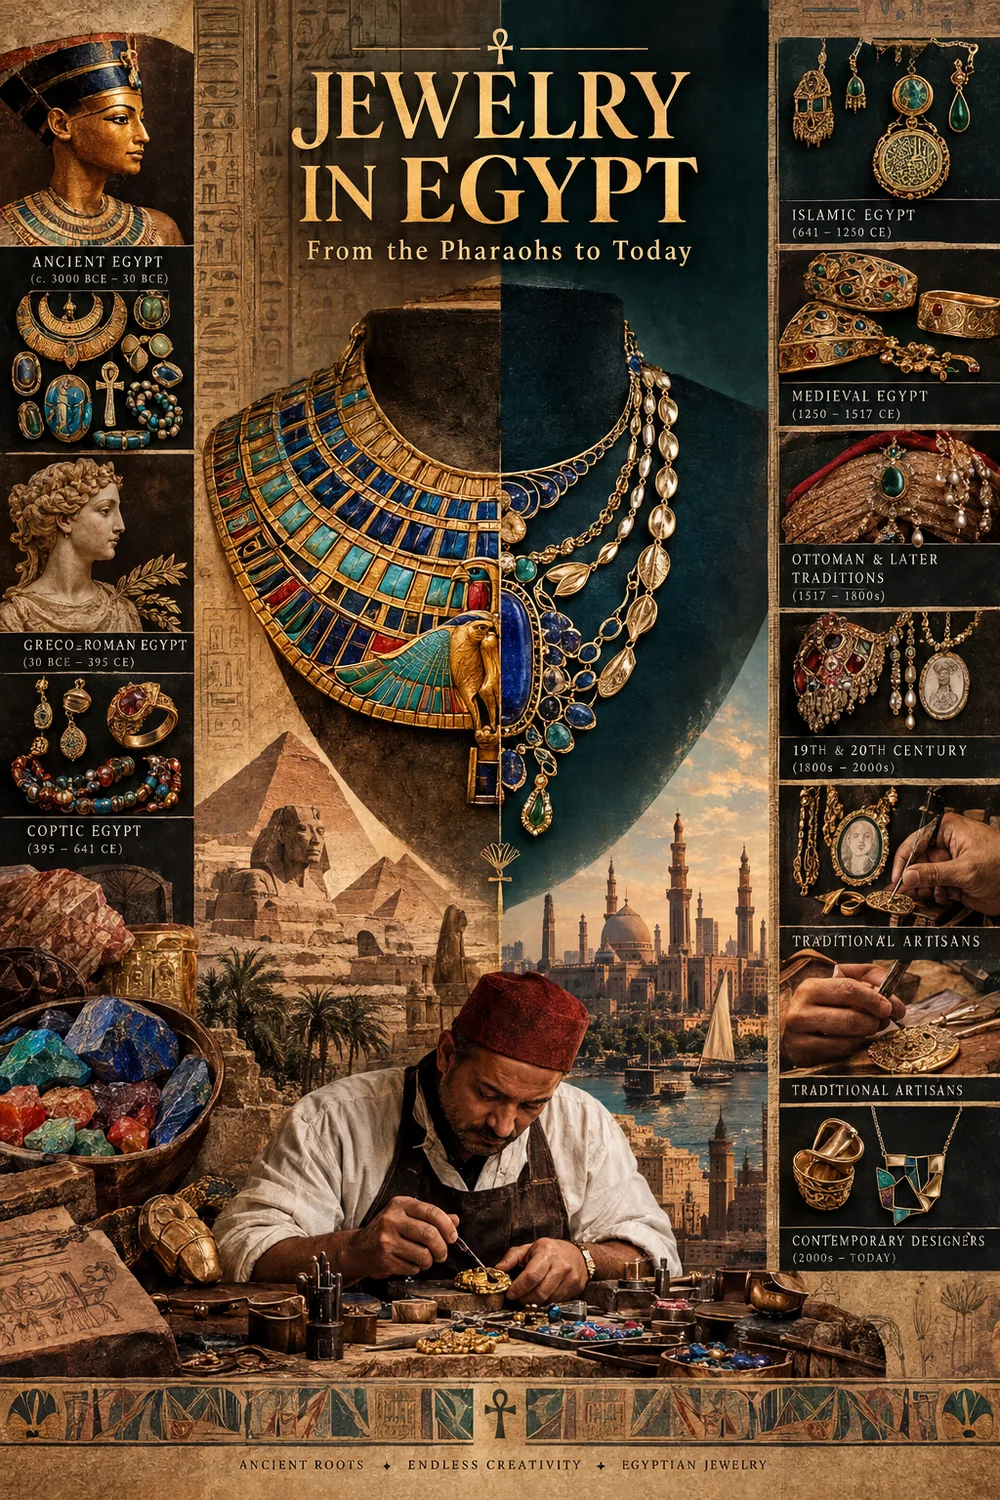 JEWELRY
IN EGYPT
From the Pharaohs to Today
ANCIENT EGYPT
(c. 3000 BCE – 30 BCE)
GRECO–ROMAN EGYPT
(30 BCE – 395 CE)
COPTIC EGYPT
(395 – 641 CE)
ISLAMIC EGYPT
(641 – 1250 CE)
MEDIEVAL EGYPT
(1250 – 1517 CE)
OTTOMAN & LATER
TRADITIONS
(1517 – 1800s)
19TH & 20TH CENTURY
(1800s – 2000s)
TRADITIONAL ARTISANS
TRADITIONAL ARTISANS
CONTEMPORARY DESIGNERS
(2000s – TODAY)
ANCIENT ROOTS ✦ ENDLESS CREATIVITY ✦ EGYPTIAN JEWELRY